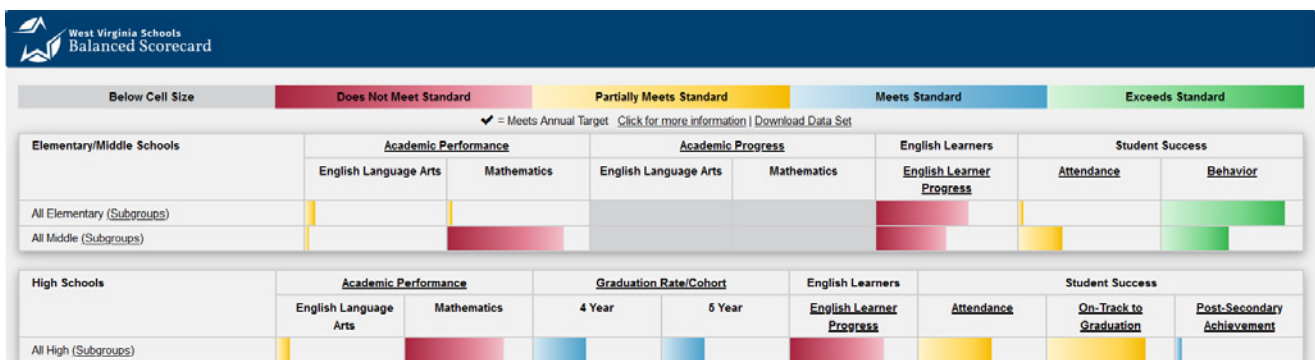 West Virginia Schools
Balanced Scorecard
Below Cell Size Does Not Meet Standard Partially Meets Standard Meets Standard Exceeds Standard
✔ = Meets Annual Target Click for more information | Download Data Set
Elementary/Middle Schools Academic Performance Academic Progress English Learners Student Success
English Language Arts Mathematics English Language Arts Mathematics English Learner Attendance Behavior
Progress
All Elementary (Subgroups)
All Middle (Subgroups)
High Schools Academic Performance Graduation Rate/Cohort English Learners Student Success
English Language Mathematics 4 Year 5 Year English Learner Attendance On-Track to Post-Secondary
Arts Progress Graduation Achievement
All High (Subgroups)